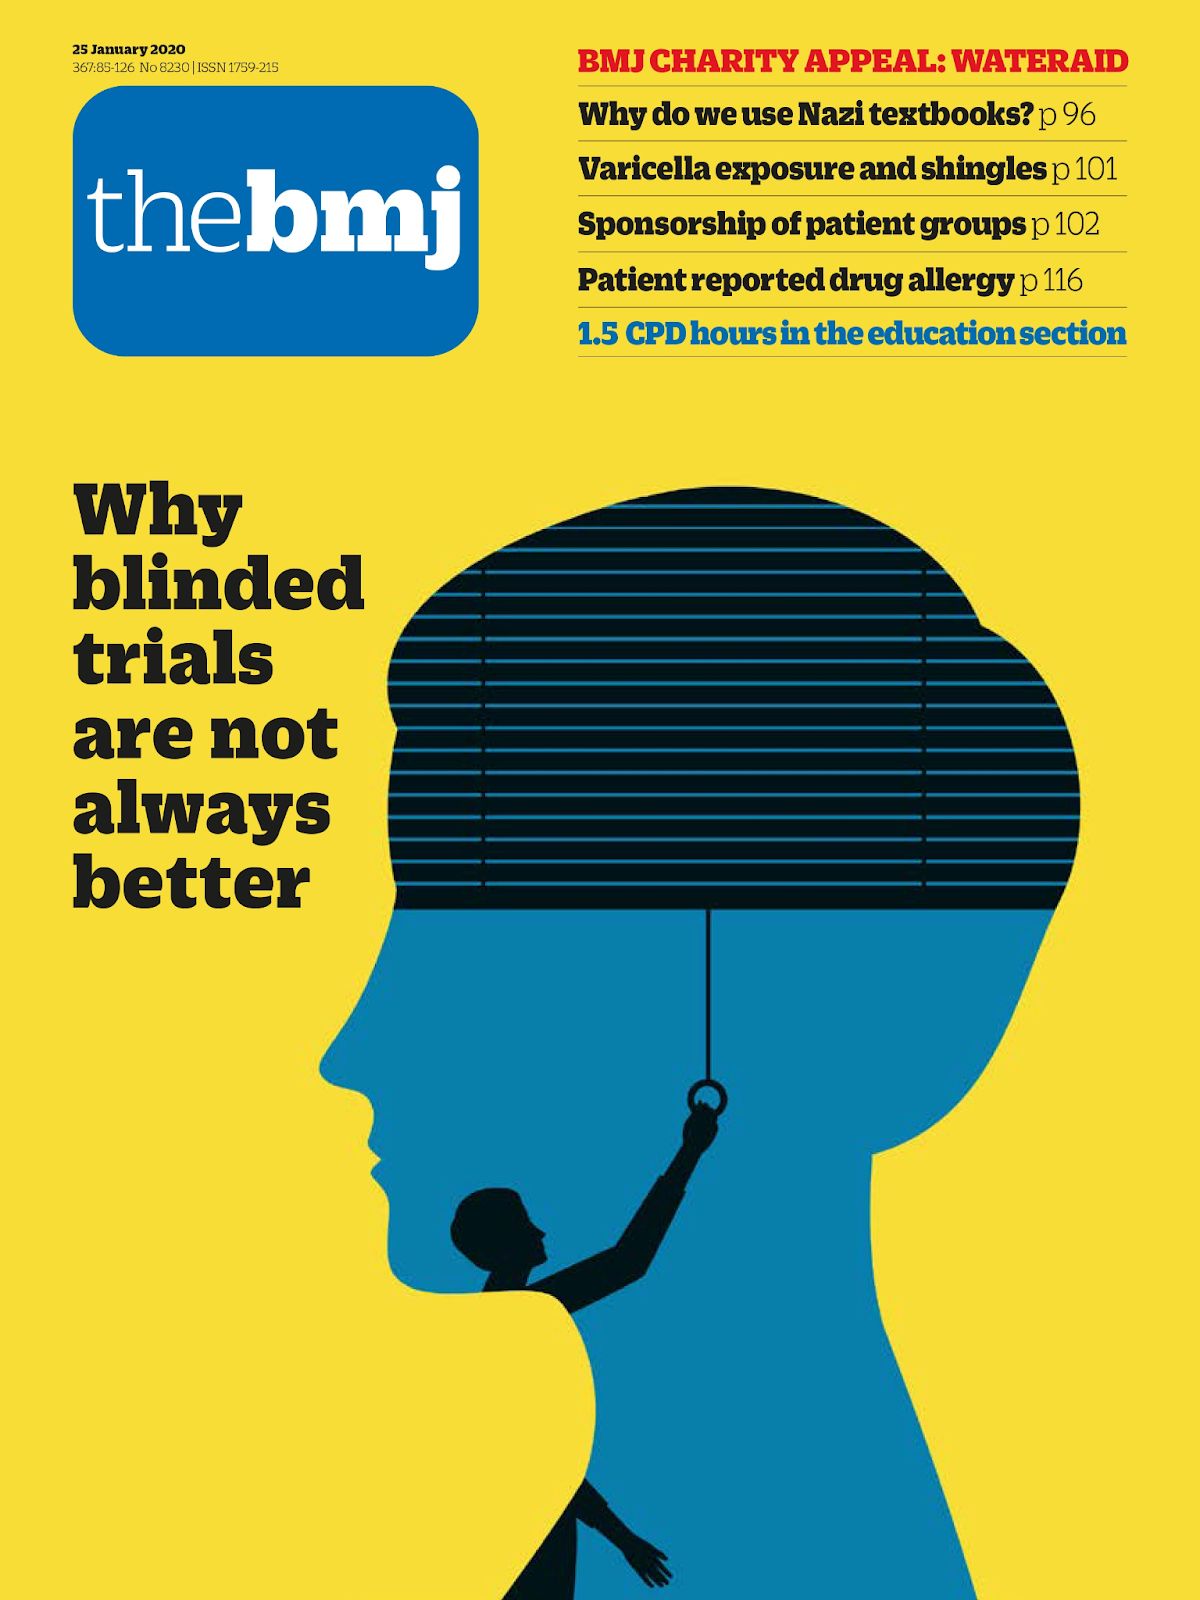 25 January 2020
367:85-126 No 8230 | ISSN 1759-215
thebmj
BMJ CHARITY APPEAL: WATERAID
Why do we use Nazi textbooks? p 96
Varicella exposure and shingles p 101
Sponsorship of patient groups p 102
Patient reported drug allergy p 116
1.5 CPD hours in the education section
Why
blinded
trials
are not
always
better